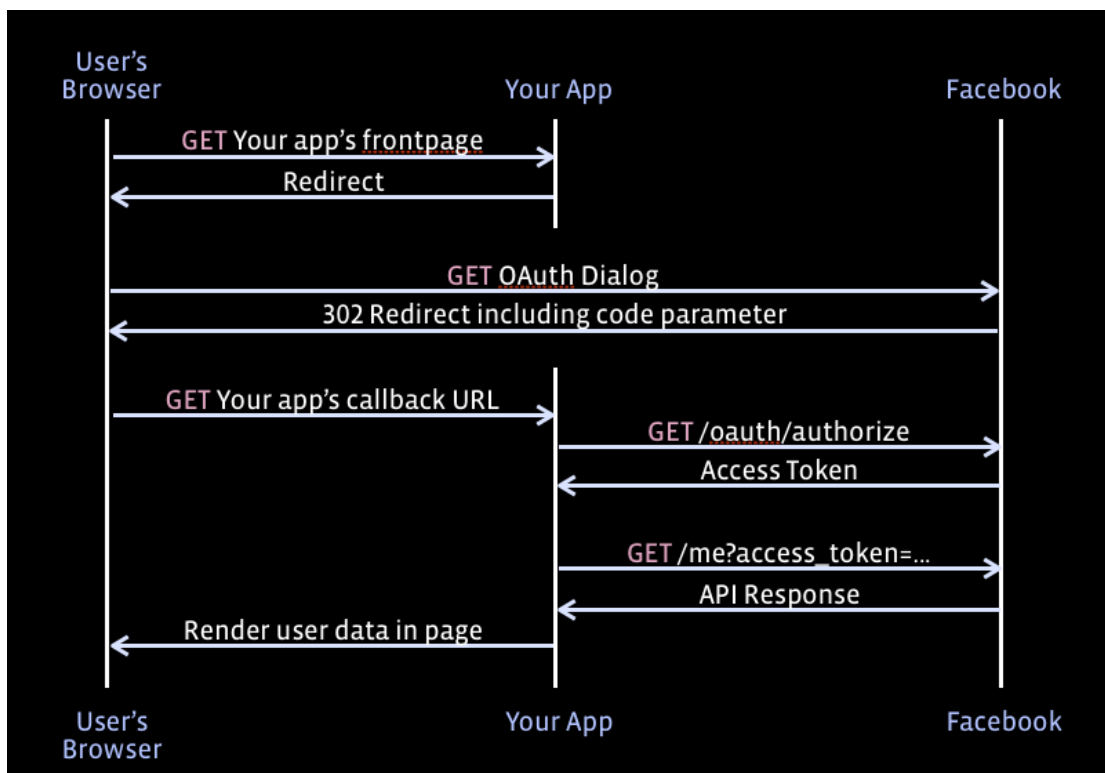 User's
Browser
Your App
Facebook
GET Your app's frontpage
Redirect
GET OAuth Dialog
302 Redirect including code parameter
GET Your app's callback URL
GET /oauth/authorize
Access Token
GET /me?access_token=...
API Response
Render user data in page
User's
Browser
Your App
Facebook